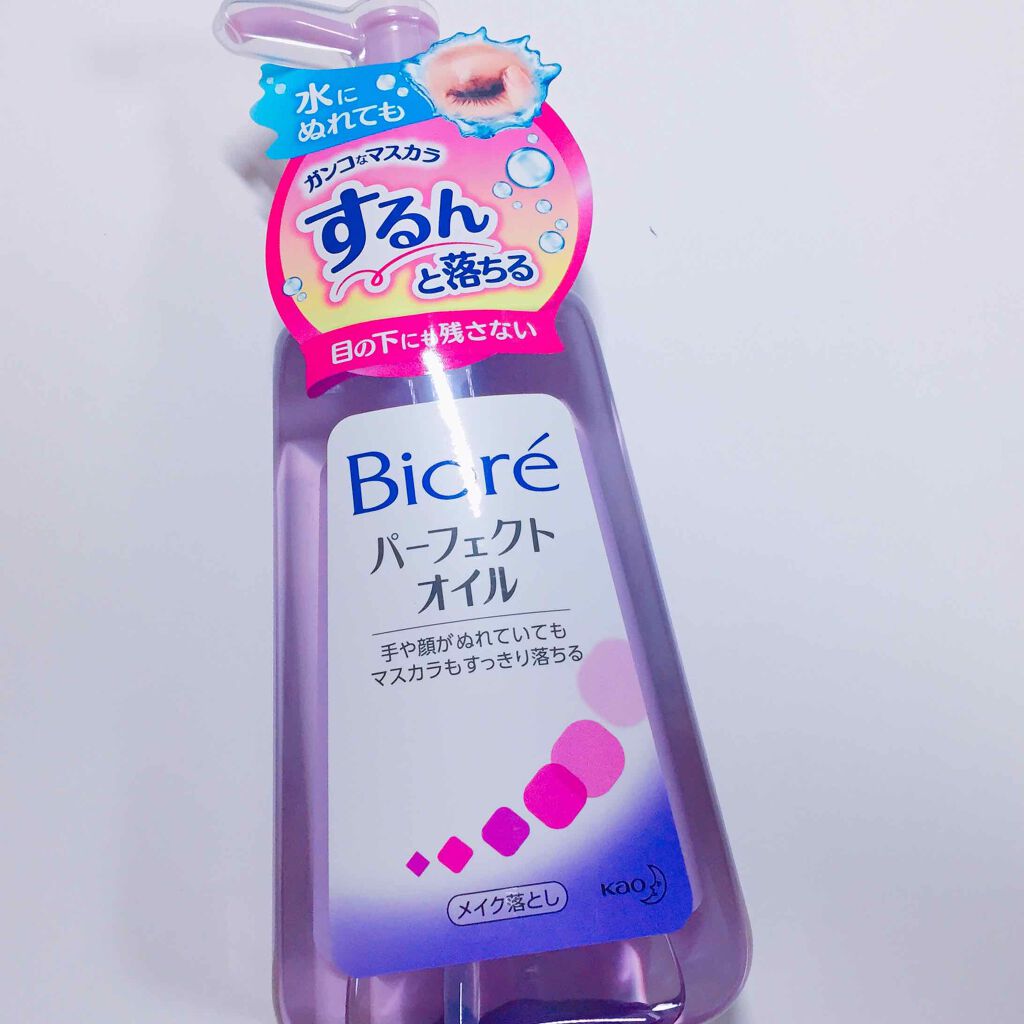 水に
ぬれても
ガンコなマスカラ
するん
と落ちる
目の下にも残さない
Bioré
パーフェクト
オイル
手や顔がぬれていても
マスカラもすっきり落ちる
メイク落とし
Kao